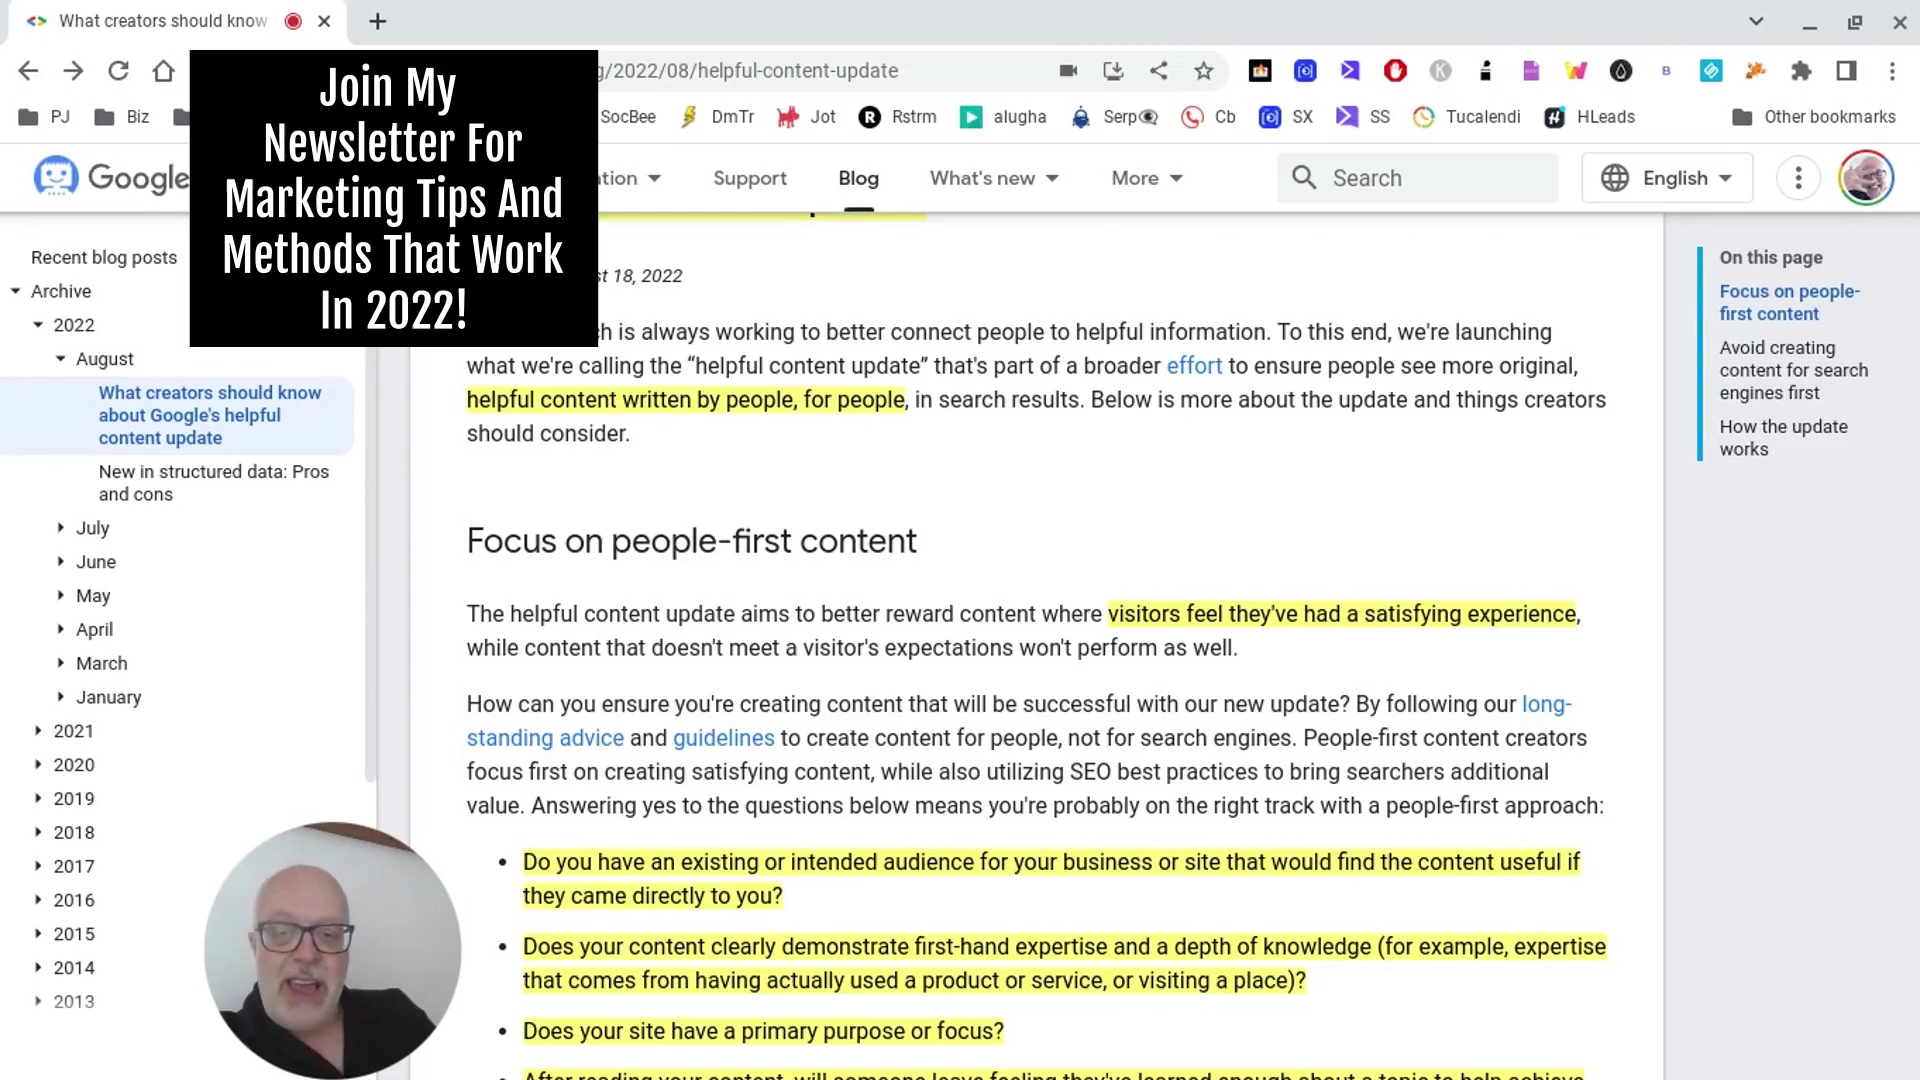 What creators should know
/2022/08/helpful-content-update
PJ
Biz
SocBee
DmTr
Jot
Rstrm
alugha
Serp
Cb
SX
SS
Tucalendi
HLeads
Other bookmarks
Join My
Newsletter For
Marketing Tips And
Methods That Work
In 2022!
Google
Support
Blog
What's new
More
Search
English
Recent blog posts
Archive
2022
August
What creators should know
about Google's helpful
content update
New in structured data: Pros
and cons
July
June
May
April
March
January
2021
2020
2019
2018
2017
2016
2015
2014
2013
18, 2022
is always working to better connect people to helpful information. To this end, we're launching
what we're calling the “helpful content update” that's part of a broader effort to ensure people see more original,
helpful content written by people, for people, in search results. Below is more about the update and things creators
should consider.
Focus on people-first content
The helpful content update aims to better reward content where visitors feel they've had a satisfying experience,
while content that doesn't meet a visitor's expectations won't perform as well.
How can you ensure you're creating content that will be successful with our new update? By following our long-
standing advice and guidelines to create content for people, not for search engines. People-first content creators
focus first on creating satisfying content, while also utilizing SEO best practices to bring searchers additional
value. Answering yes to the questions below means you're probably on the right track with a people-first approach:
• Do you have an existing or intended audience for your business or site that would find the content useful if
they came directly to you?
• Does your content clearly demonstrate first-hand expertise and a depth of knowledge (for example, expertise
that comes from having actually used a product or service, or visiting a place)?
• Does your site have a primary purpose or focus?
• After reading your content, will someone leave feeling they've learned enough about a topic to help achieve
On this page
Focus on people-
first content
Avoid creating
content for search
engines first
How the update
works